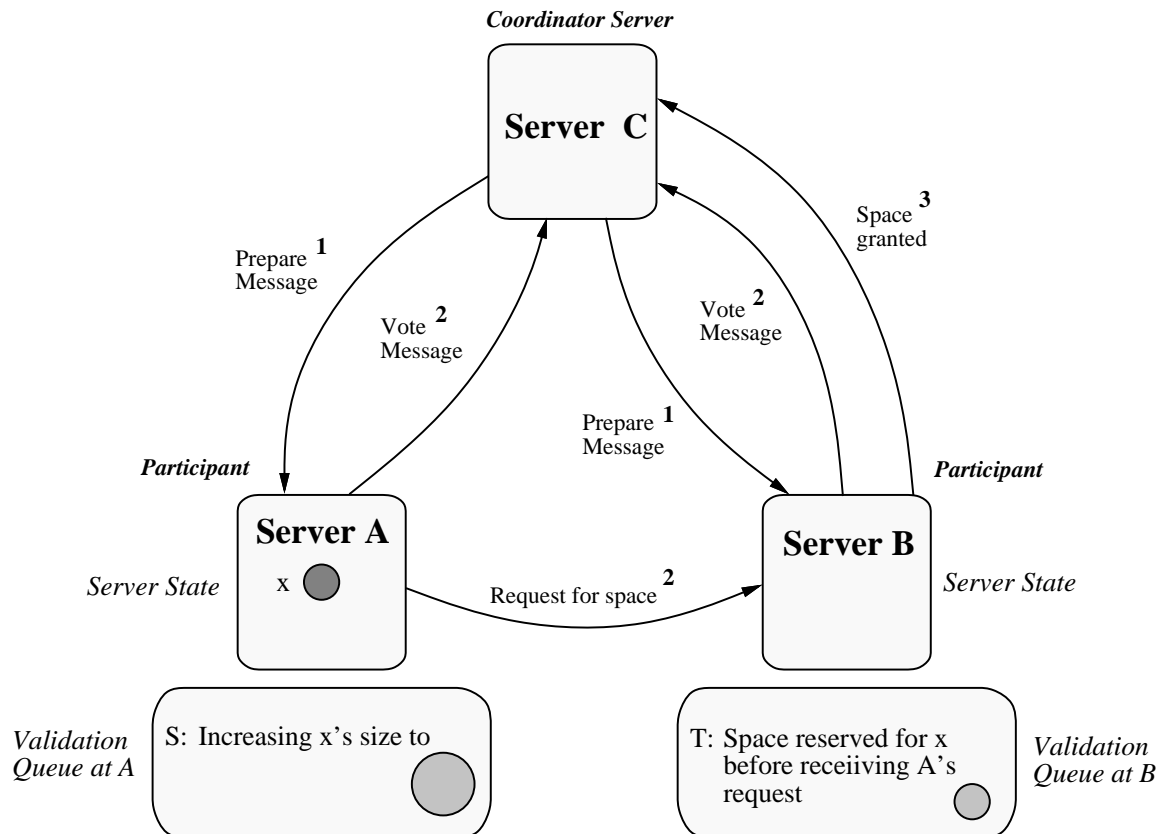 Coordinator Server
Server C
Prepare 1
Message
Vote 2
Message
Space 3
granted
Vote 2
Message
Prepare 1
Message
Participant
Participant
Server A
x
Server State
Server B
Server State
Request for space 2
Validation
Queue at A
S: Increasing x's size to
T: Space reserved for x
before receiiving A's
request
Validation
Queue at B